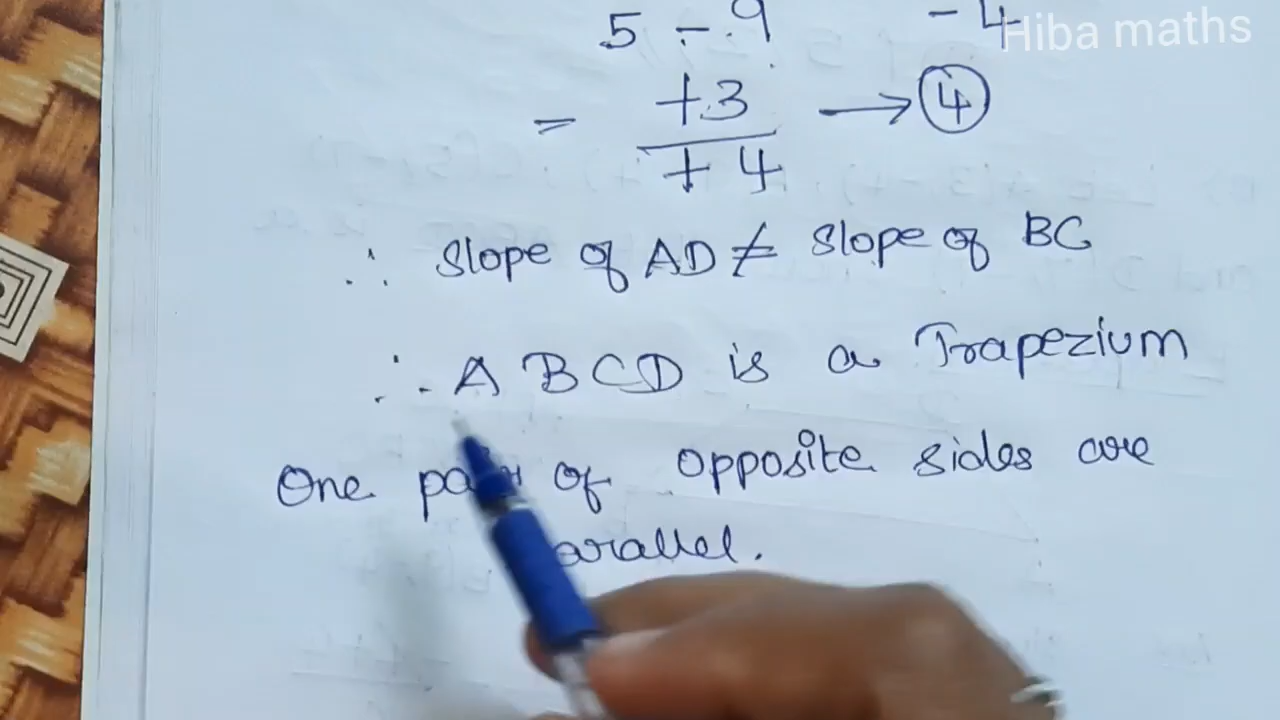 5 - 9 - 4
Hiba maths
= +3 → 4
+ 4
∴ Slope of AD ≠ Slope of BC
∴ A B C D is a Trapezium
One of opposite sides are